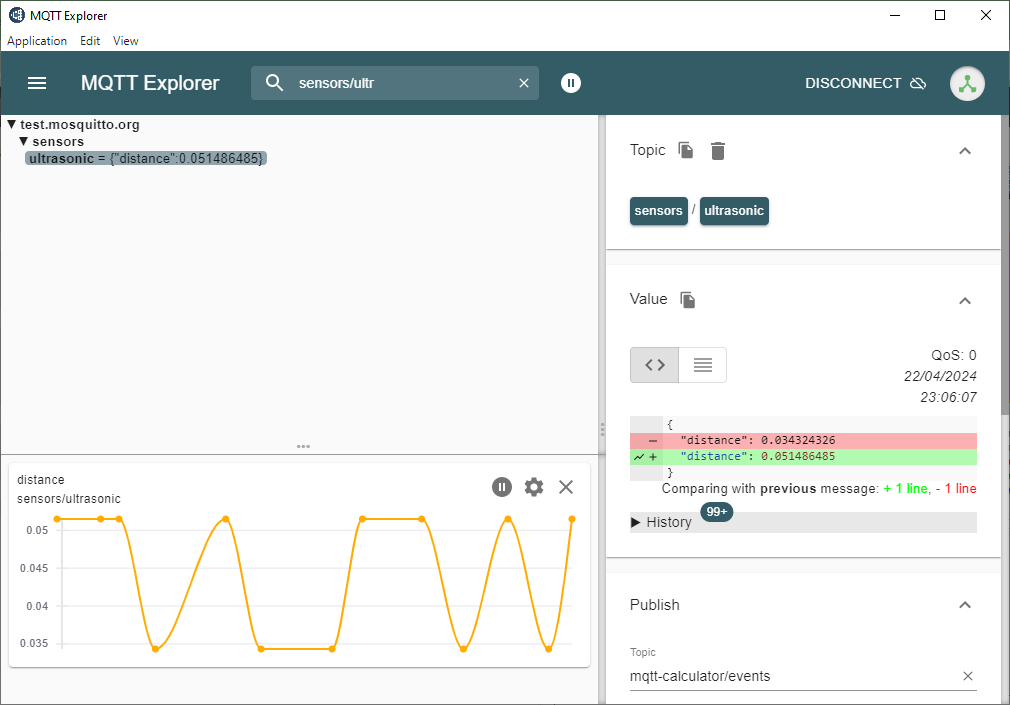 MQTT Explorer
Application Edit View
MQTT Explorer
sensors/ultr
DISCONNECT
▼ test.mosquitto.org
▼ sensors
ultrasonic = {"distance":0.051486485}
distance
sensors/ultrasonic
0.05
0.045
0.04
0.035
Topic
sensors / ultrasonic
Value
QoS: 0
22/04/2024
23:06:07
{
- "distance": 0.034324326
+ "distance": 0.051486485
}
Comparing with previous message: + 1 line, - 1 line
▶ History 99+
Publish
Topic
mqtt-calculator/events